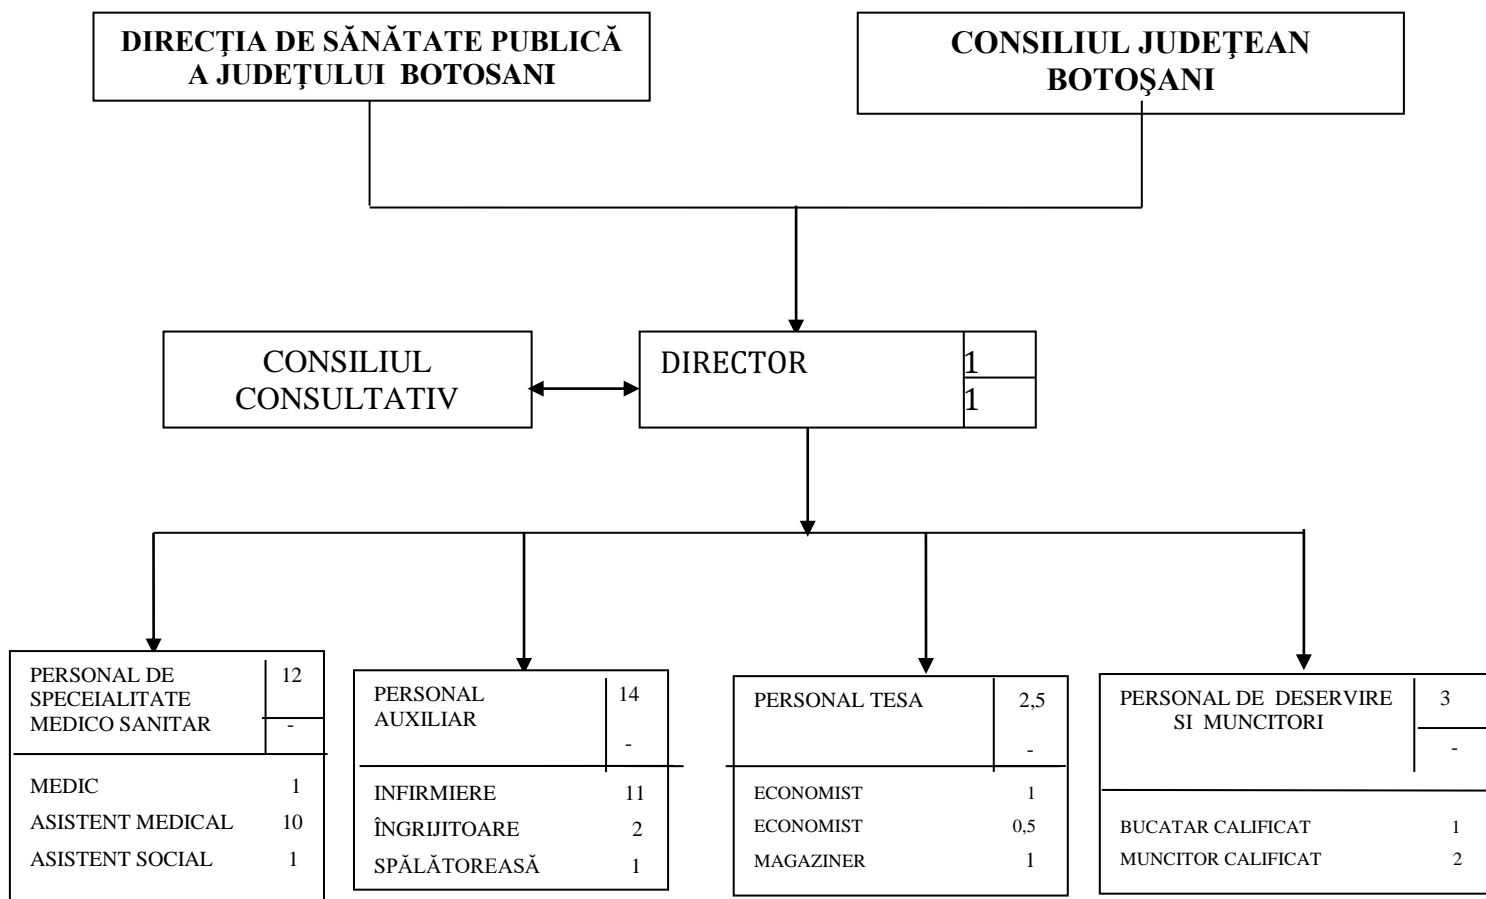 DIRECŢIA DE SĂNĂTATE PUBLICĂ
A JUDEŢULUI BOTOSANI
CONSILIUL JUDEŢEAN
BOTOŞANI
CONSILIUL
CONSULTATIV
DIRECTOR 1
1
PERSONAL DE 12
SPECEIALITATE
MEDICO SANITAR -
MEDIC 1
ASISTENT MEDICAL 10
ASISTENT SOCIAL 1
PERSONAL 14
AUXILIAR
-
INFIRMIERE 11
ÎNGRIJITOARE 2
SPĂLĂTOREASĂ 1
PERSONAL TESA 2,5
-
ECONOMIST 1
ECONOMIST 0,5
MAGAZINER 1
PERSONAL DE DESERVIRE 3
SI MUNCITORI
-
BUCATAR CALIFICAT 1
MUNCITOR CALIFICAT 2